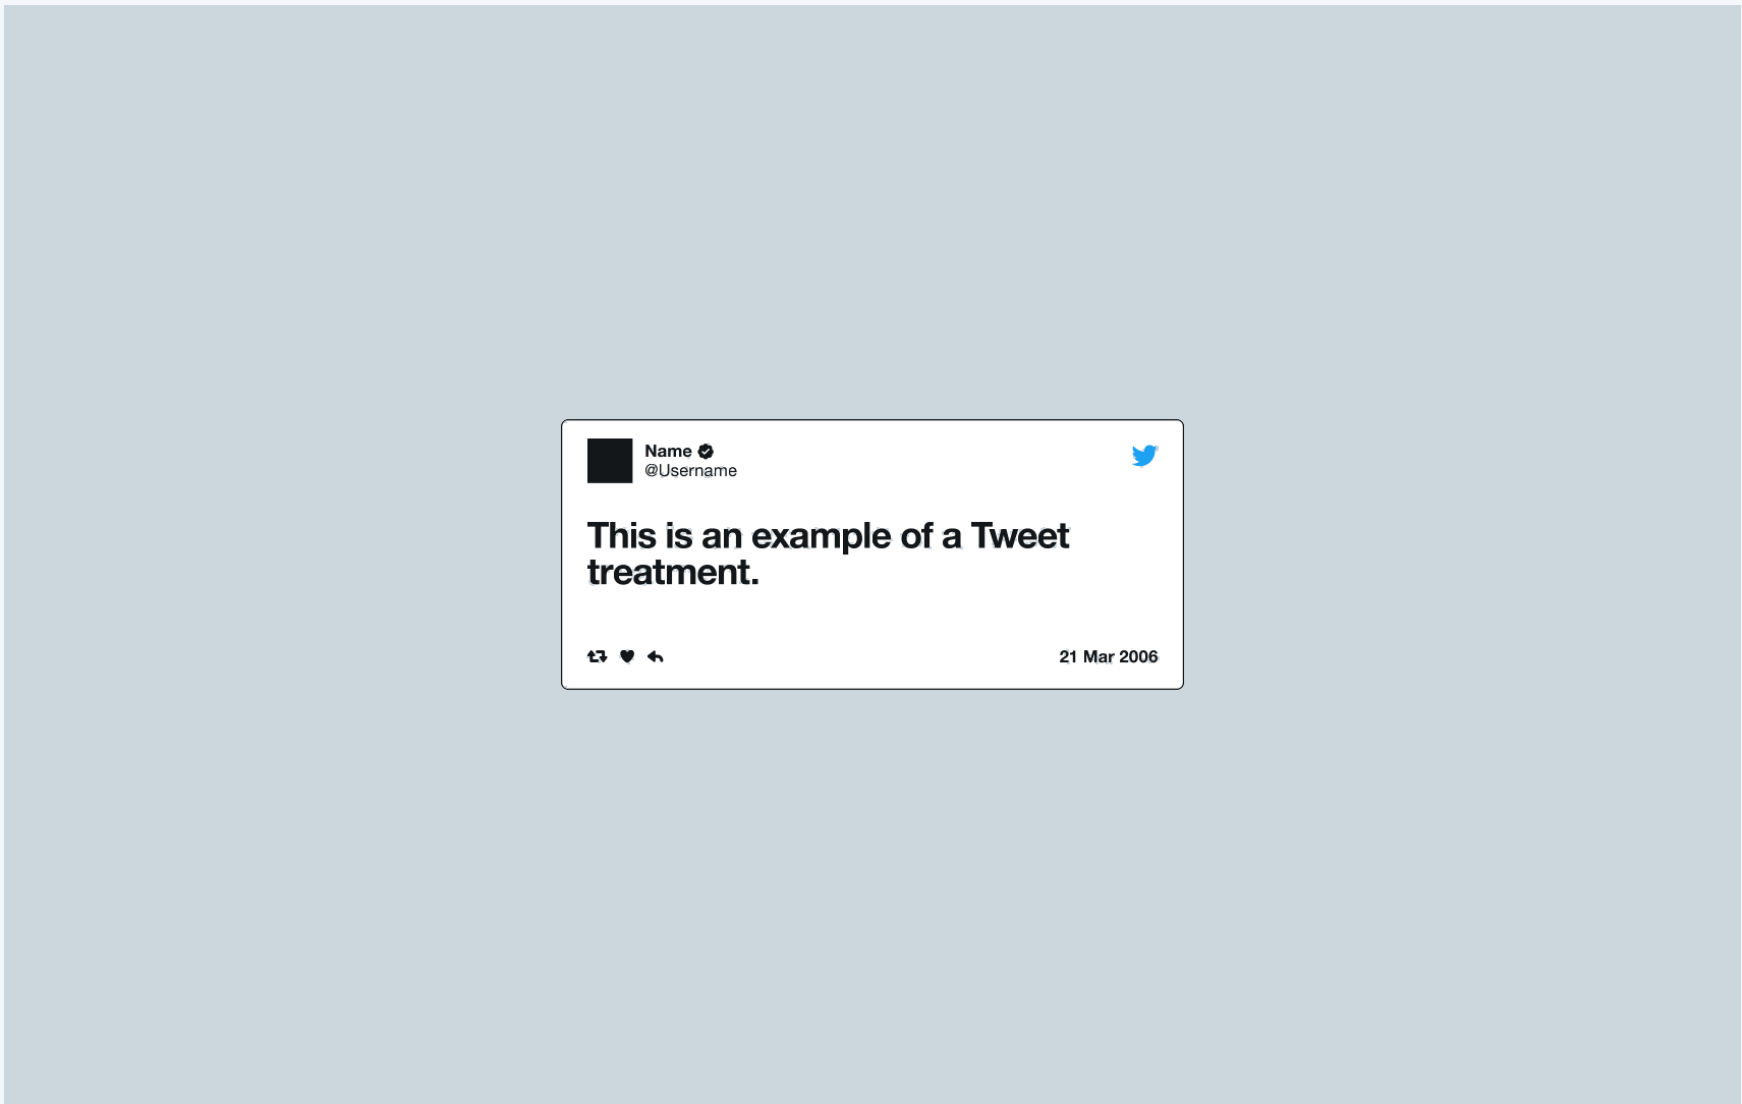 Name
@Username
This is an example of a Tweet
treatment.
21 Mar 2006